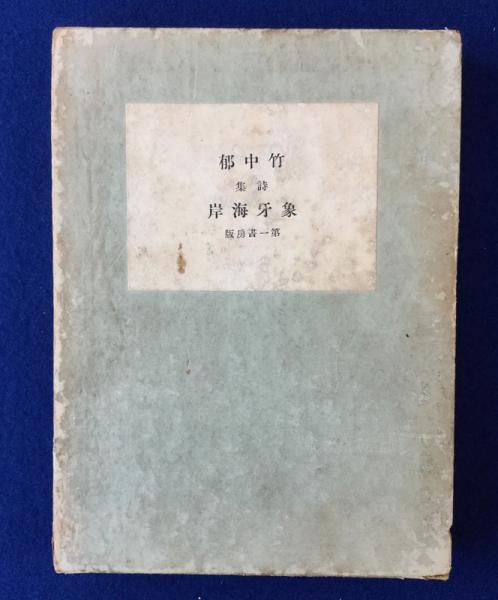 竹中郁
詩集
象牙海岸
第一書房版